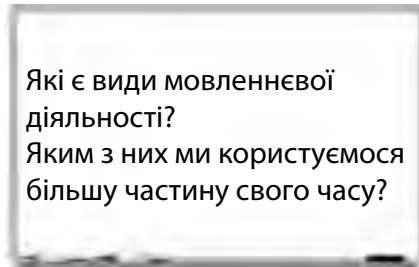 Які є види мовленнєвої
діяльності?
Яким з них ми користуємося
більшу частину свого часу?